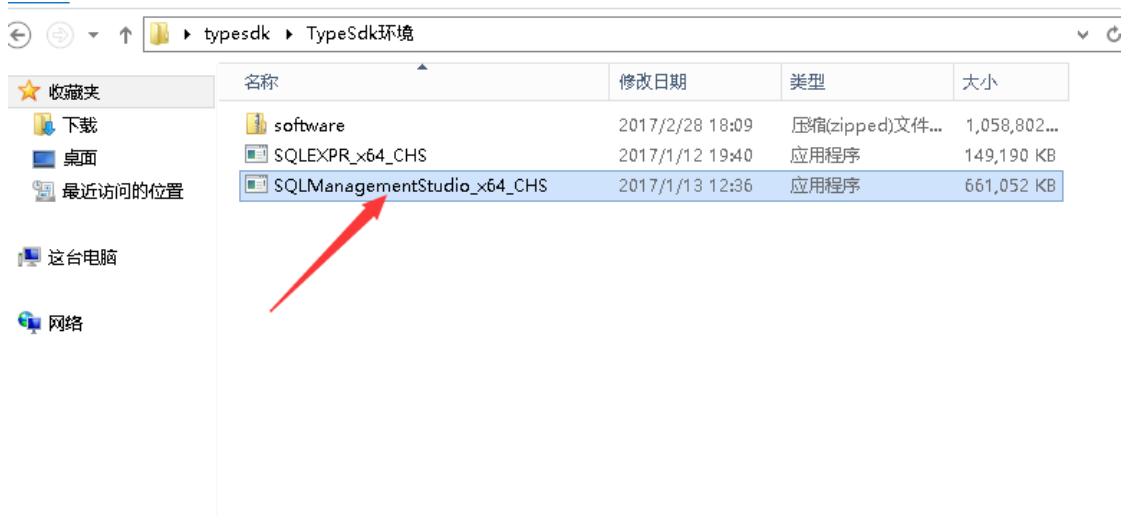 typesdk TypeSdk环境
收藏夹
下载
桌面
最近访问的位置
这台电脑
网络
名称 修改日期 类型 大小
software 2017/2/28 18:09 压缩(zipped)文件... 1,058,802...
SQLEXPR_x64_CHS 2017/1/12 19:40 应用程序 149,190 KB
SQLManagementStudio_x64_CHS 2017/1/13 12:36 应用程序 661,052 KB